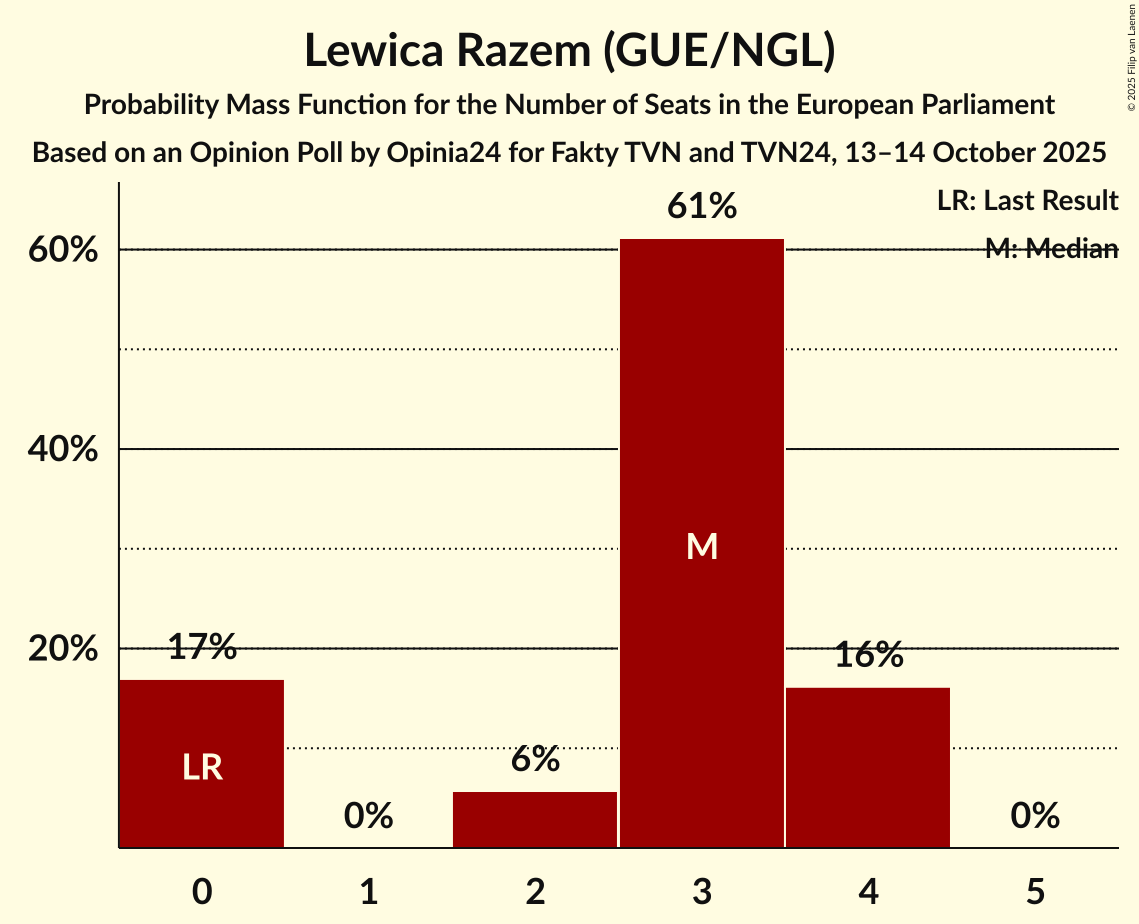 Lewica Razem (GUE/NGL)
Probability Mass Function for the Number of Seats in the European Parliament
Based on an Opinion Poll by Opinia24 for Fakty TVN and TVN24, 13–14 October 2025
© 2025 Filip van Laenen
LR: Last Result
M: Median
61%
60%
40%
M
20%
17%
16%
LR
6%
0%
0%
0 1 2 3 4 5